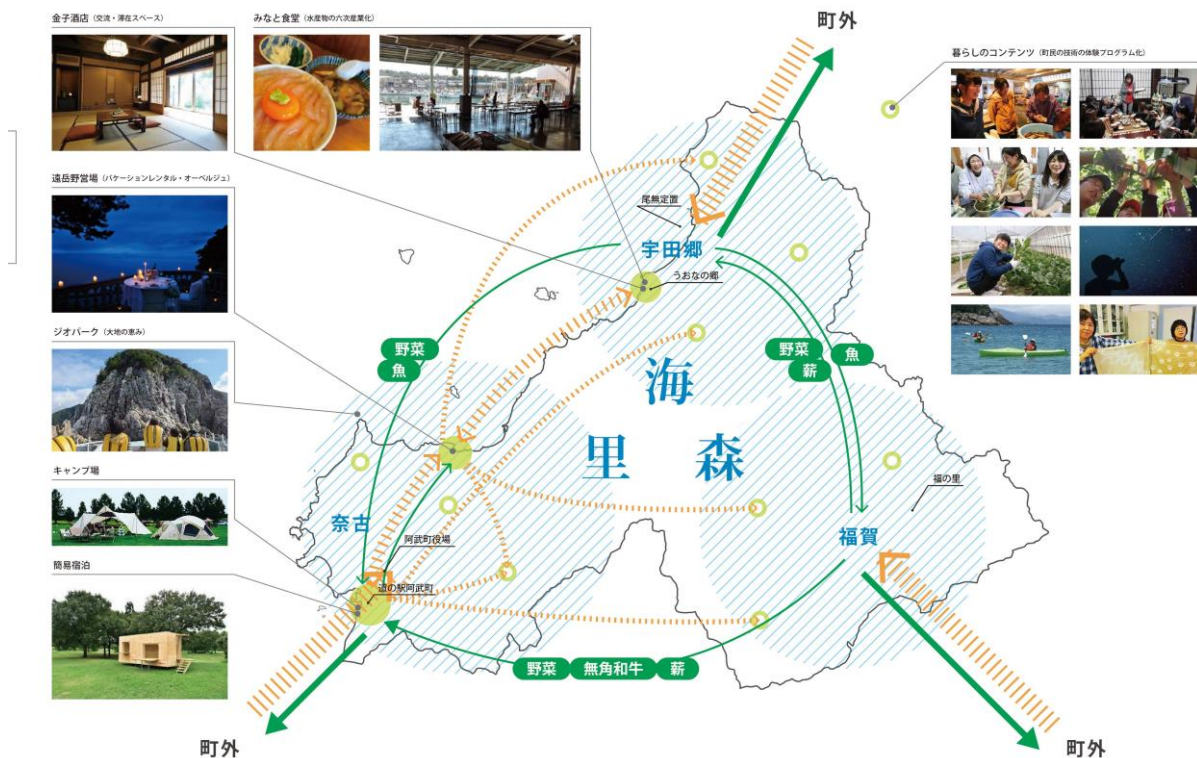 金子酒店（交流・滞在スペース）
みなと食堂（水産物の六次産業化）
町外
暮らしのコンテンツ（町民の技術の体験プログラム化）
遠岳野営場（バケーションレンタル・オーベルジュ）
尾無定置
宇田郷
うおなの郷
ジオパーク（大地の恵み）
野菜
魚
野菜
薪
魚
海
里 森
キャンプ場
奈古
福の里
福賀
阿武町役場
簡易宿泊
道の駅阿武町
野菜 無角和牛 薪
町外
町外